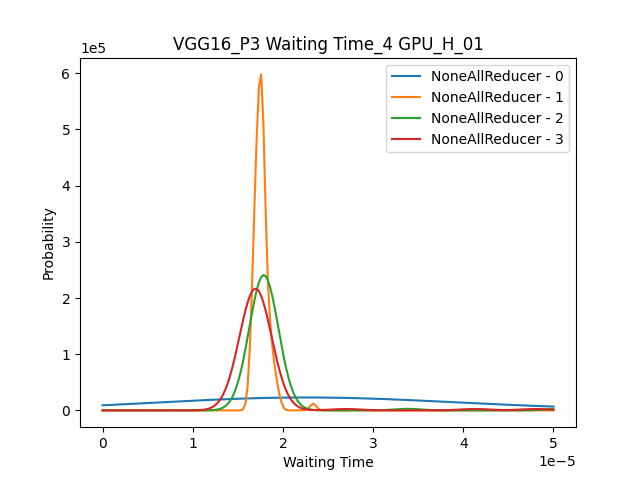 VGG16_P3 Waiting Time_4 GPU_H_01
1e5
NoneAllReducer - 0
NoneAllReducer - 1
NoneAllReducer - 2
NoneAllReducer - 3
Probability
6
5
4
3
2
1
0
0 1 2 3 4 5
1e−5
Waiting Time